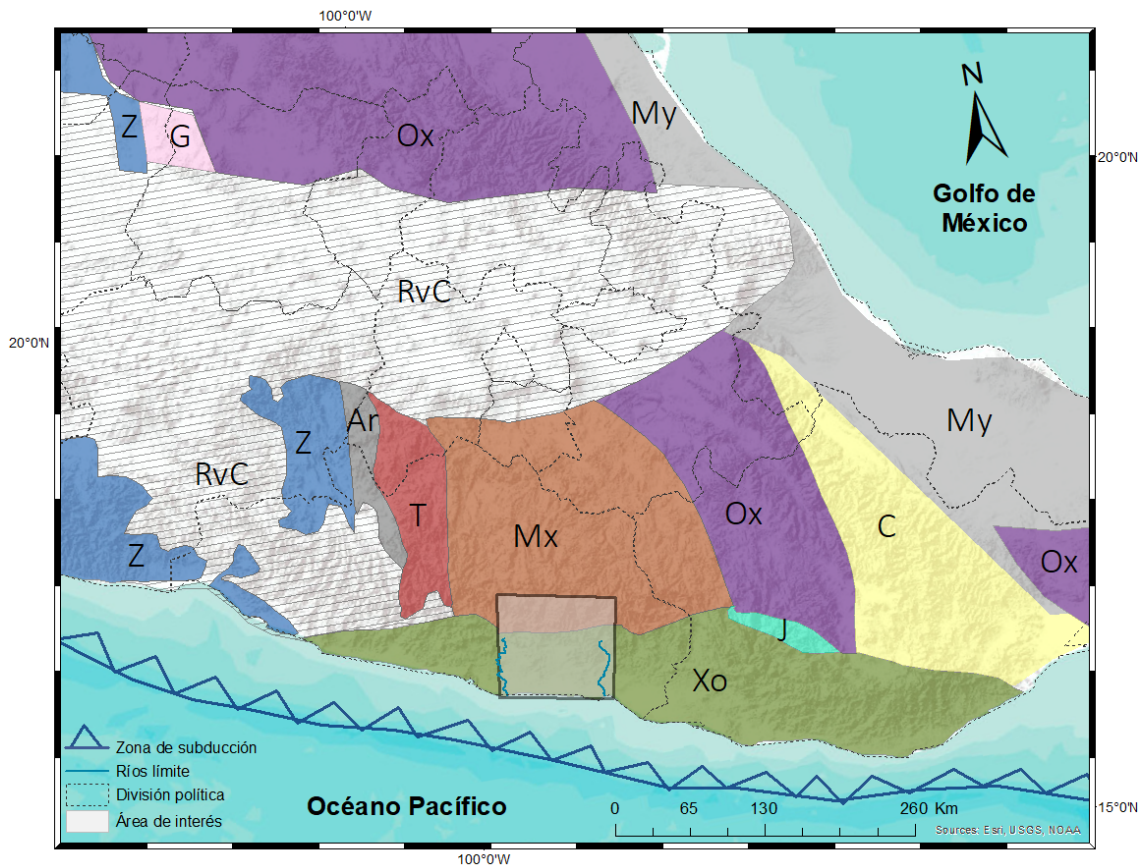 100°0'W
N
My
Z
G
Ox
20°0'N
Golfo de
México
RvC
20°0'N
Ar
My
Z
RvC
T
Ox
C
Mx
Z
Ox
J
Xo
Zona de subducción
Ríos límite
División política
Área de interés
Océano Pacífico
0 65 130 260 Km
15°0'N
Sources: Esri, USGS, NOAA
100°0'W